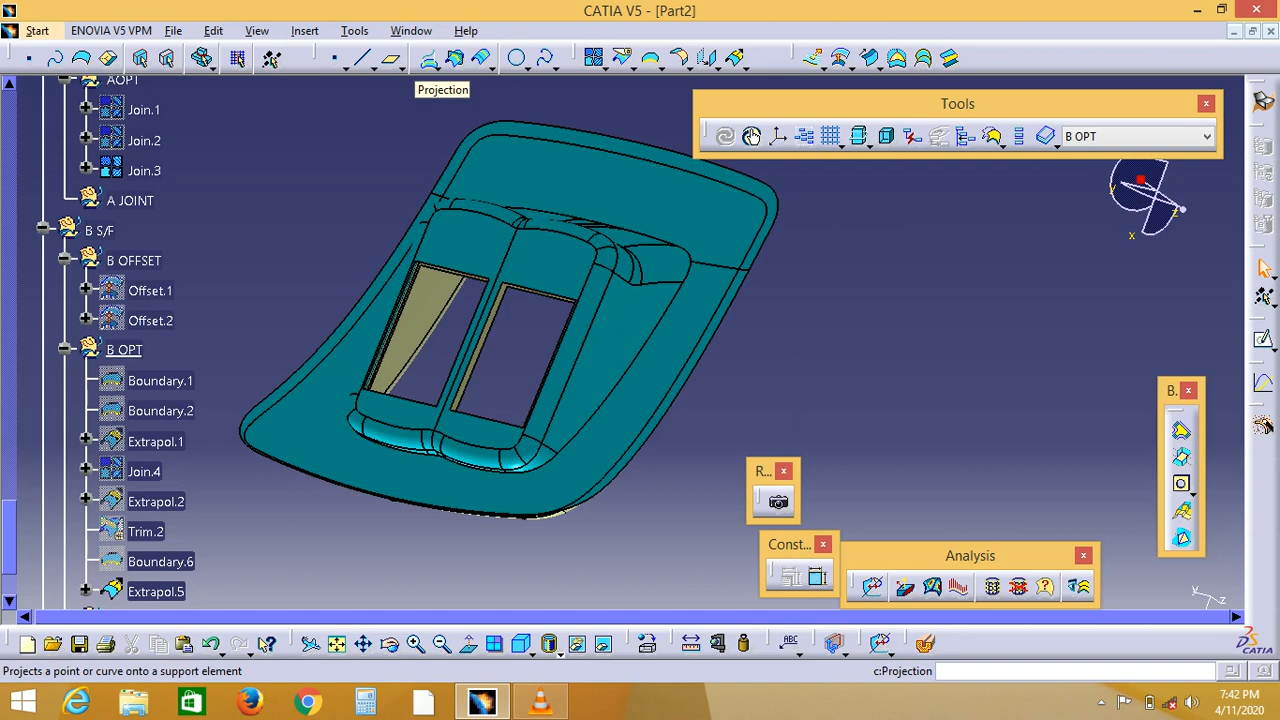 CATIA V5 - [Part2]
Start
ENOVIA V5 VPM
File
Edit
View
Insert
Tools
Window
Help
Projection
Tools
B OPT
AOPT
Join.1
Join.2
Join.3
A JOINT
B S/F
B OFFSET
Offset.1
Offset.2
B OPT
Boundary.1
Boundary.2
Extrapol.1
Join.4
Extrapol.2
Trim.2
Boundary.6
Extrapol.5
y
z
x
B.
R...
Const...
Analysis
y
z
CATIA
ABC
Projects a point or curve onto a support element
c:Projection
7:42 PM
4/11/2020